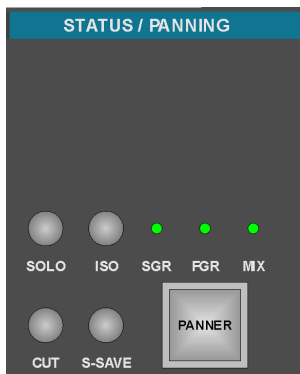 STATUS / PANNING
SOLO ISO SGR FGR MIX
PANNER
CUT S-SAVE